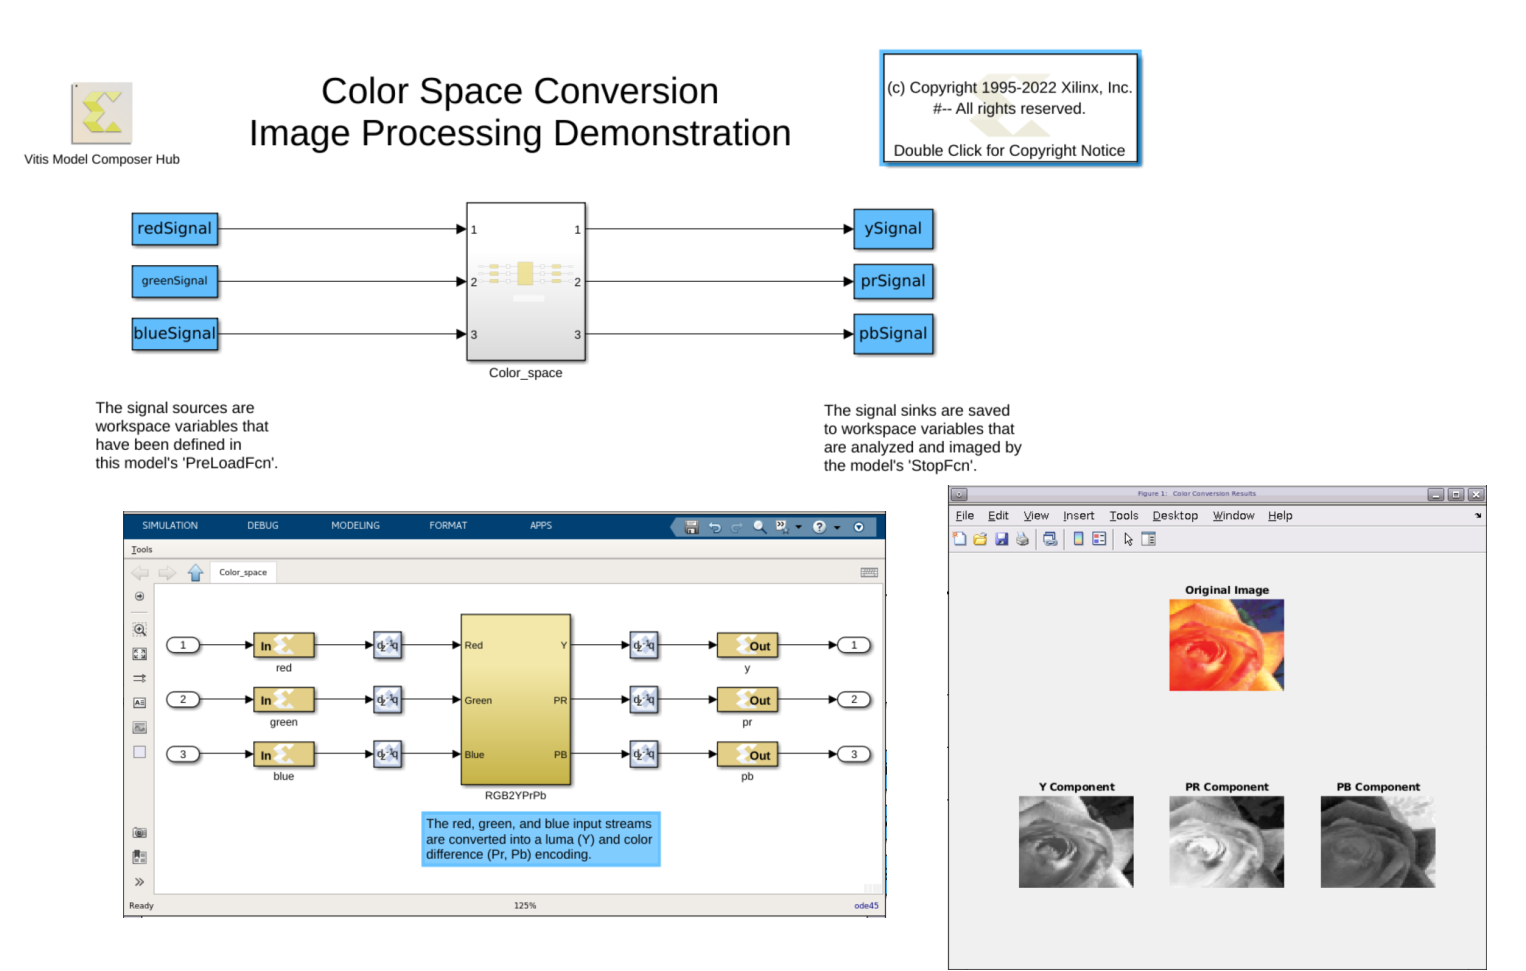 Color Space Conversion
Image Processing Demonstration
(c) Copyright 1995-2022 Xilinx, Inc.
#-- All rights reserved.
Double Click for Copyright Notice
Vitis Model Composer Hub
redSignal
greenSignal
blueSignal
1
2
3
1
2
3
Color_space
ySignal
prSignal
pbSignal
The signal sources are
workspace variables that
have been defined in
this model's 'PreLoadFcn'.
The signal sinks are saved
to workspace variables that
are analyzed and imaged by
the model's 'StopFcn'.
SIMULATION DEBUG MODELING FORMAT APPS
Tools
Color_space
1
In
red
Red
Y
Out
y
1
2
In
green
Green
PR
Out
pr
2
3
In
blue
Blue
PB
Out
pb
3
RGB2YPrPb
The red, green, and blue input streams
are converted into a luma (Y) and color
difference (Pr, Pb) encoding.
Ready 125% ode45
Figure 1: Color Conversion Results
File Edit View Insert Tools Desktop Window Help
Original Image
Y Component PR Component PB Component